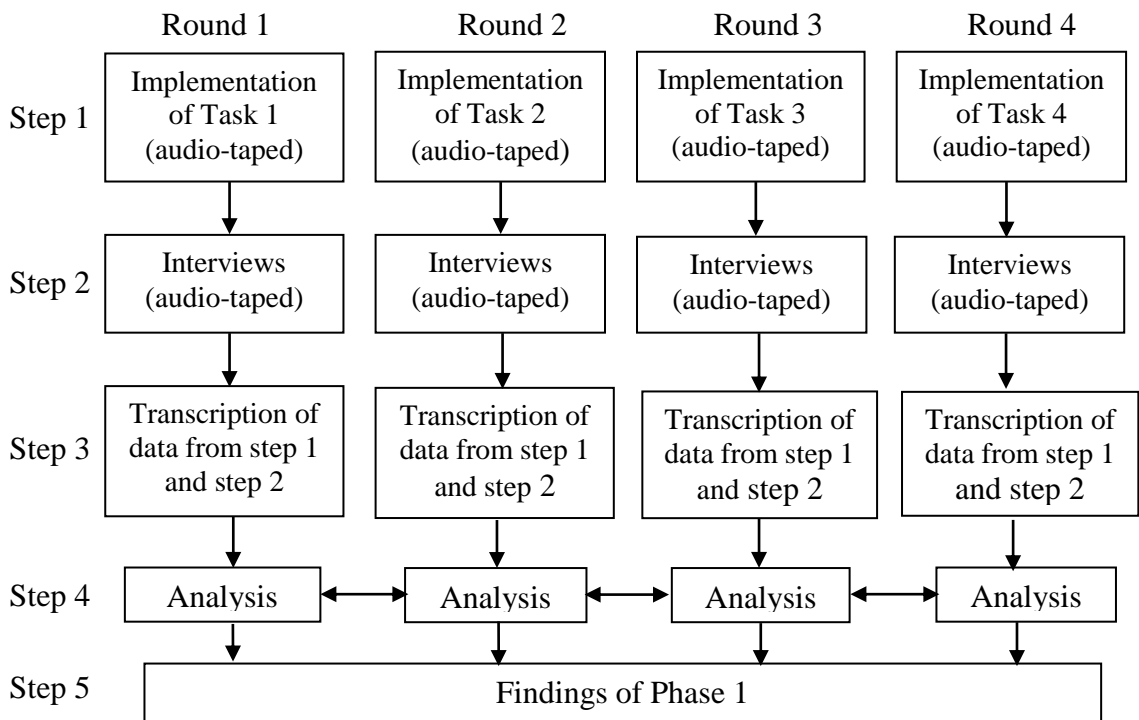 Round 1
Round 2
Round 3
Round 4
Step 1
Implementation
of Task 1
(audio-taped)
Implementation
of Task 2
(audio-taped)
Implementation
of Task 3
(audio-taped)
Implementation
of Task 4
(audio-taped)
Step 2
Interviews
(audio-taped)
Interviews
(audio-taped)
Interviews
(audio-taped)
Interviews
(audio-taped)
Step 3
Transcription of
data from step 1
and step 2
Transcription of
data from step 1
and step 2
Transcription of
data from step 1
and step 2
Transcription of
data from step 1
and step 2
Step 4
Analysis
Analysis
Analysis
Analysis
Step 5
Findings of Phase 1